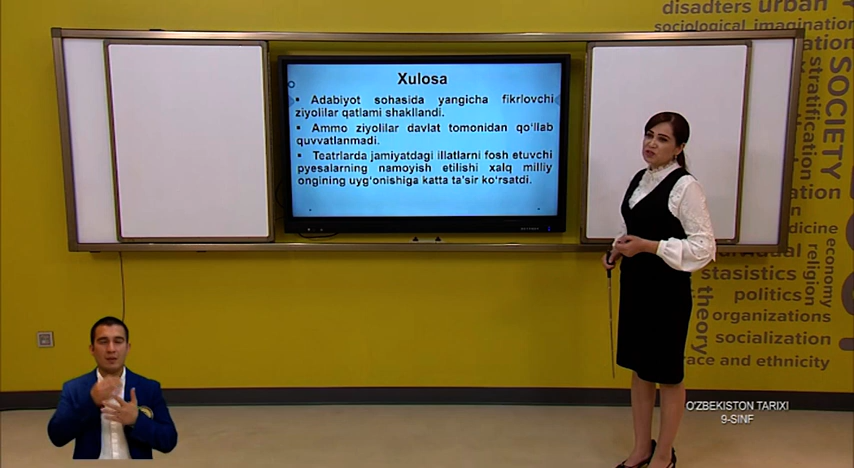 Xulosa
▪ Adabiyot sohasida yangicha fikrlovchi
ziyolilar qatlami shakllandi.
▪ Ammo ziyolilar davlat tomonidan qo‘llab
quvvatlanmadi.
▪ Teatrlarda jamiyatdagi illatlarni fosh etuvchi
pyesalarning namoyish etilishi xalq milliy
ongining uyg‘onishiga katta ta’sir ko‘rsatdi.
disadters urban
sociological imagination
stratification
SOCIETY
economy
religion
stasistics
politics
theory
organizations
socialization
race and ethnicity
O‘ZBEKISTON TARIXI
9-SINF